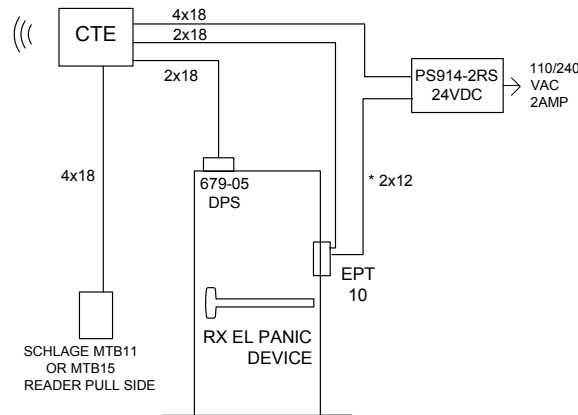 4x18
CTE
2x18
2x18
PS914-2RS
24VDC
110/240
VAC
2AMP
4x18
679-05
DPS
* 2x12
EPT
10
RX EL PANIC
DEVICE
SCHLAGE MTB11
OR MTB15
READER PULL SIDE